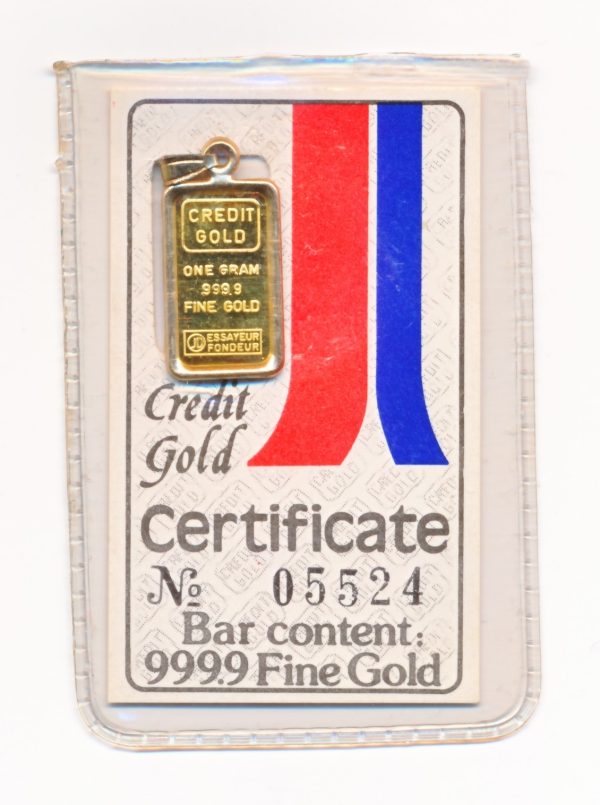 CREDIT
GOLD
ONE GRAM
999.9
FINE GOLD
ESSAYEUR
FONDEUR
Credit
Gold
Certificate
No 05524
Bar content:
999.9 Fine Gold